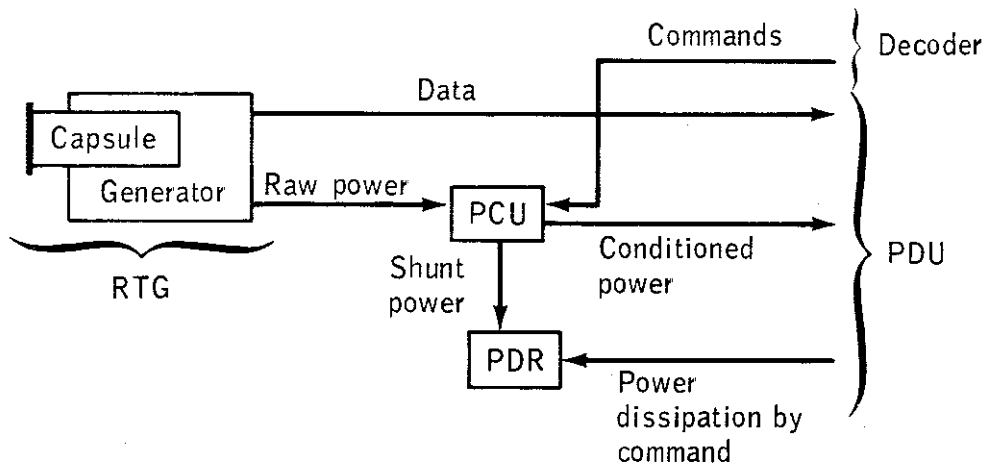 Commands
Decoder
Data
Capsule
Generator
Raw power
PCU
Conditioned
power
PDU
RTG
Shunt
power
PDR
Power
dissipation by
command